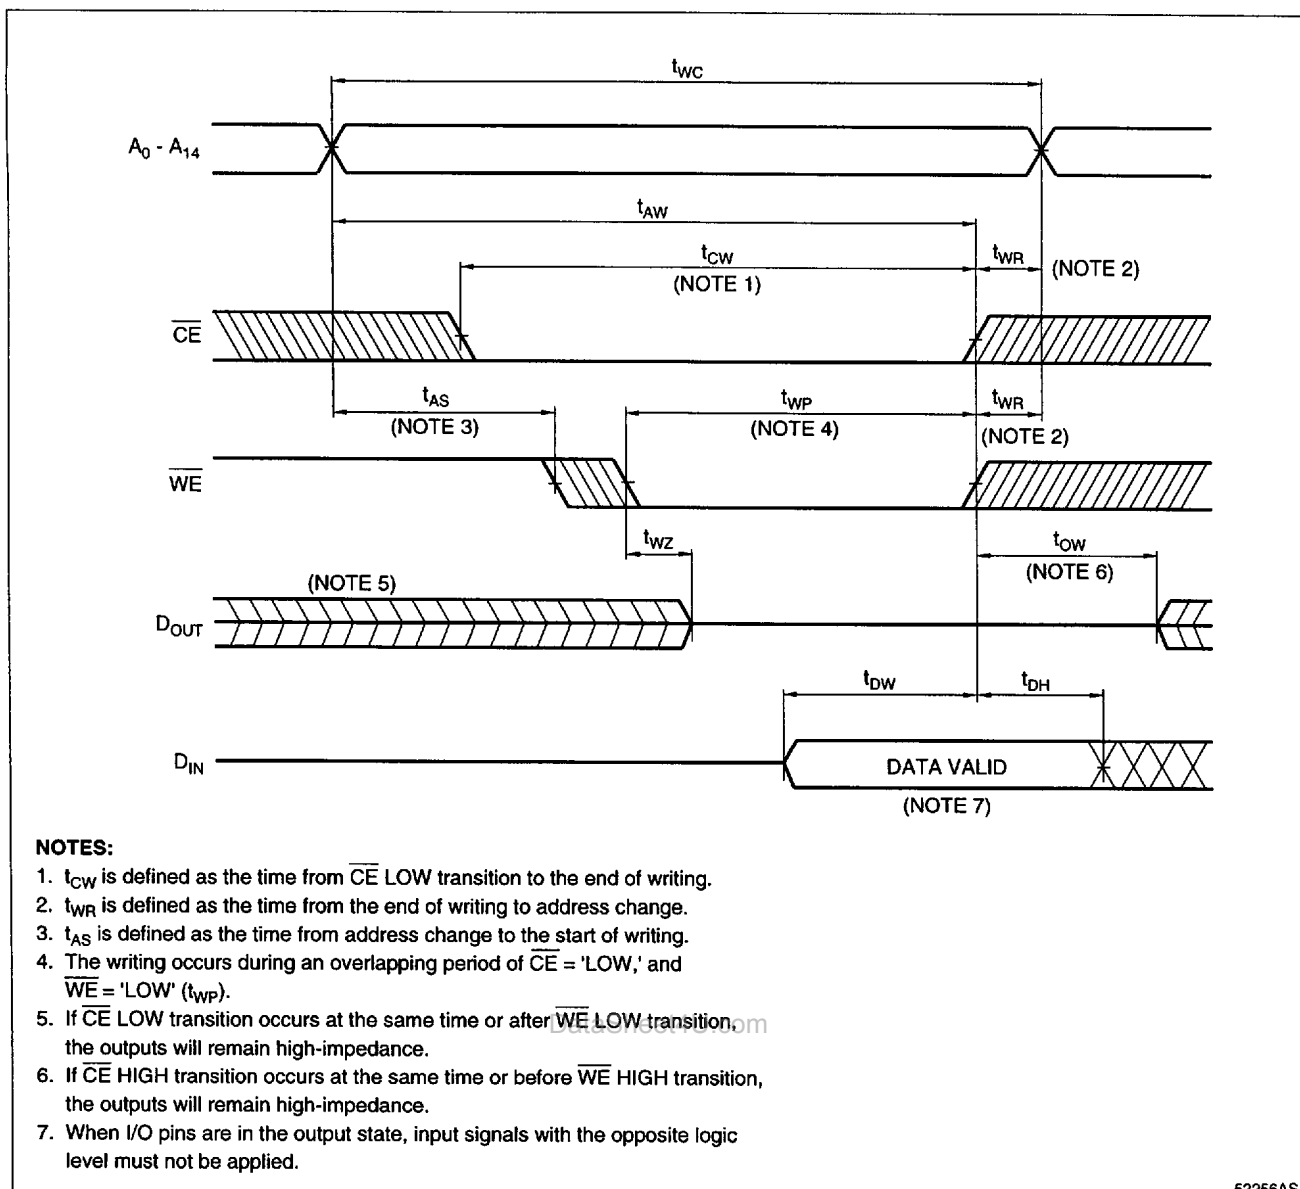 tWC
A0 - A14
tAW
tCW
(NOTE 1)
tWR
(NOTE 2)
CE
tAS
(NOTE 3)
tWP
(NOTE 4)
tWR
(NOTE 2)
WE
tWZ
tOW
(NOTE 6)
(NOTE 5)
DOUT
tDW
tDH
DIN
DATA VALID
(NOTE 7)
NOTES:
1. tCW is defined as the time from CE LOW transition to the end of writing.
2. tWR is defined as the time from the end of writing to address change.
3. tAS is defined as the time from address change to the start of writing.
4. The writing occurs during an overlapping period of CE = 'LOW,' and
WE = 'LOW' (tWP).
5. If CE LOW transition occurs at the same time or after WE LOW transition,
the outputs will remain high-impedance.
6. If CE HIGH transition occurs at the same time or before WE HIGH transition,
the outputs will remain high-impedance.
7. When I/O pins are in the output state, input signals with the opposite logic
level must not be applied.